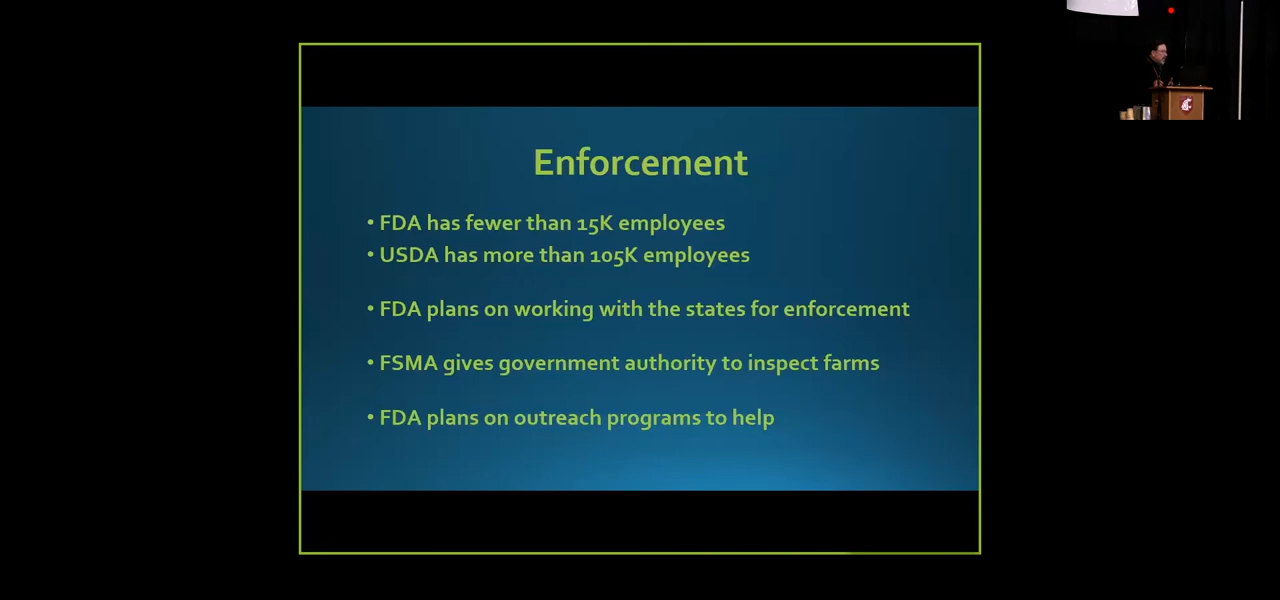 Enforcement
• FDA has fewer than 15K employees
• USDA has more than 105K employees
• FDA plans on working with the states for enforcement
• FSMA gives government authority to inspect farms
• FDA plans on outreach programs to help